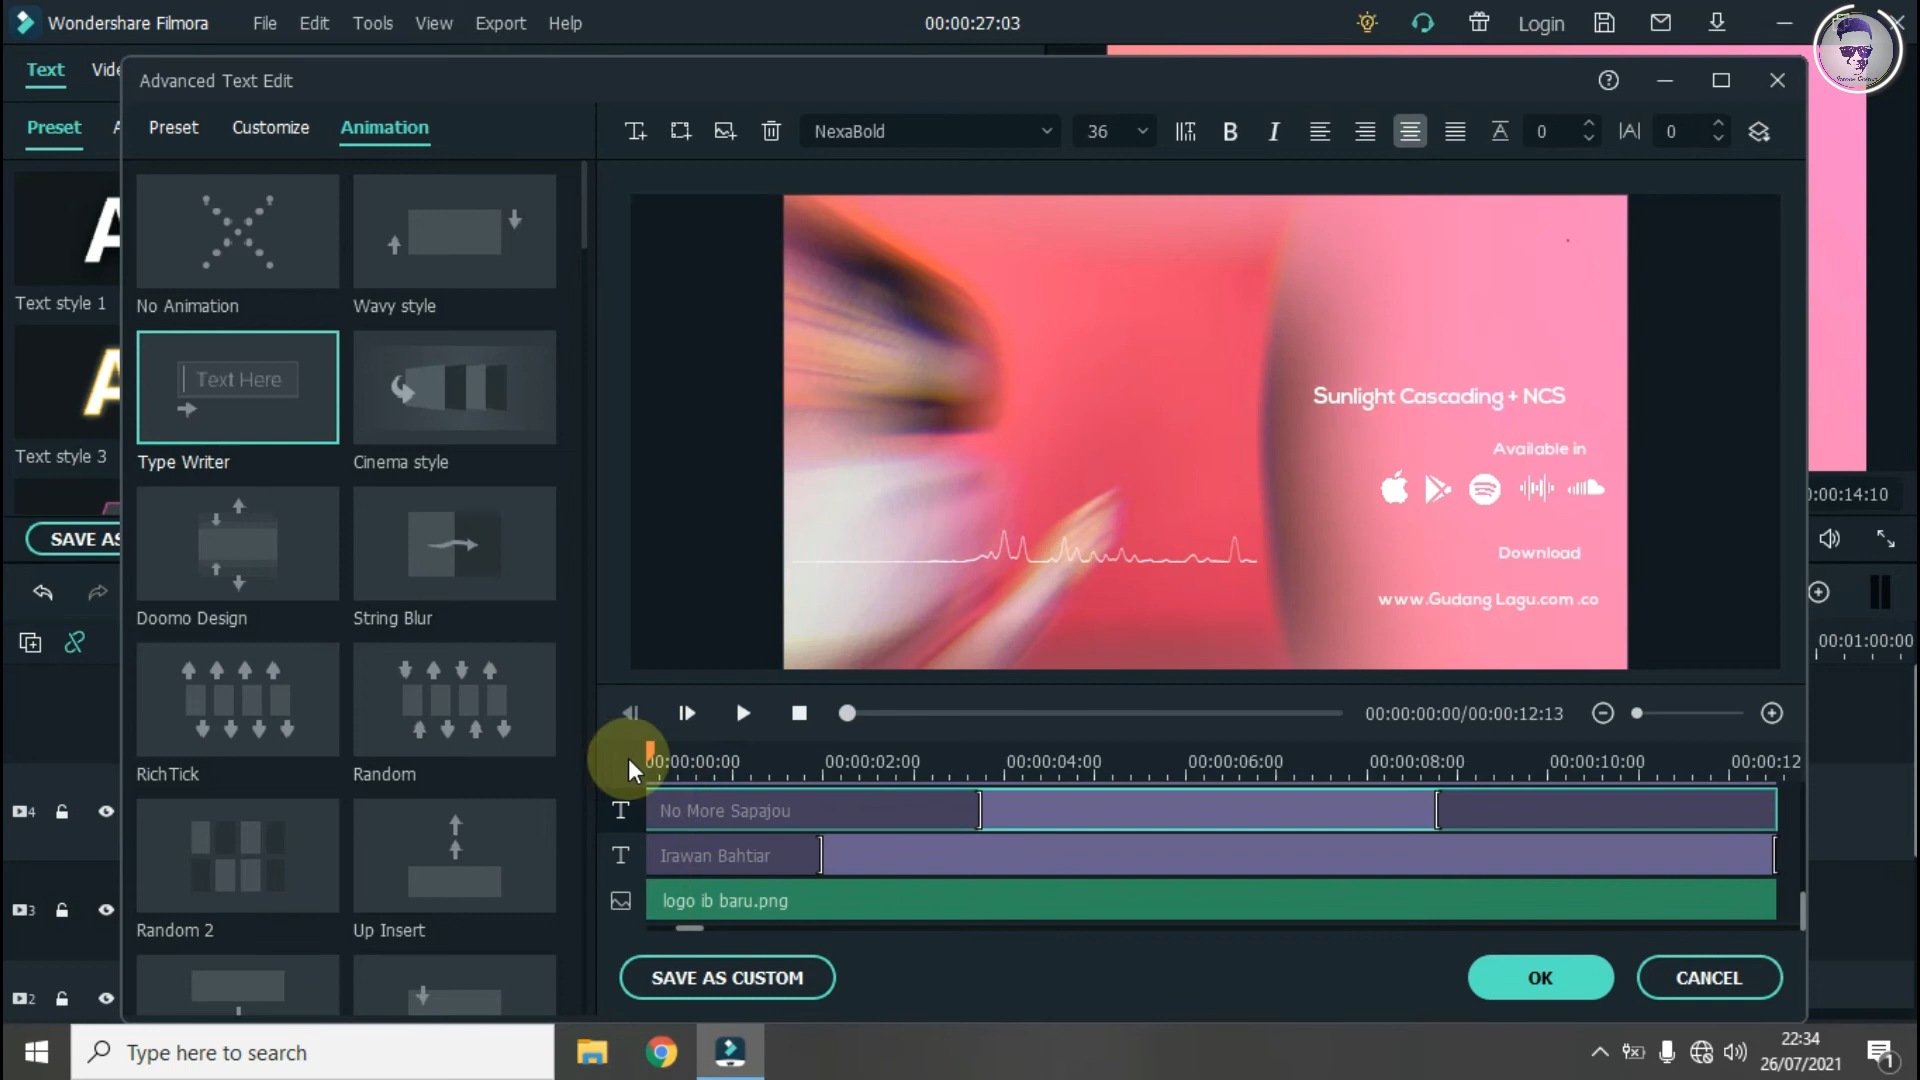 Wondershare Filmora File Edit Tools View Export Help 00:00:27:03 Login
Text
Advanced Text Edit
Preset
Preset Customize Animation
NexaBold 36 B I A 0 |A| 0
No Animation
Wavy style
Text style 1
Text Here
Type Writer
Cinema style
Text style 3
SAVE AS
Doomo Design
String Blur
RichTick
Random
Random 2
Up Insert
Sunlight Cascading + NCS
Available in
Download
www.Gudang Lagu.com .co
00:00:00:00/00:00:12:13
00:00:00:00 00:00:02:00 00:00:04:00 00:00:06:00 00:00:08:00 00:00:10:00 00:00:12
T No More Sapajou
T Irawan Bahtiar
logo ib baru.png
SAVE AS CUSTOM OK CANCEL
:00:14:10
00:01:00:00
4
3
2
Type here to search
22:34
26/07/2021
1